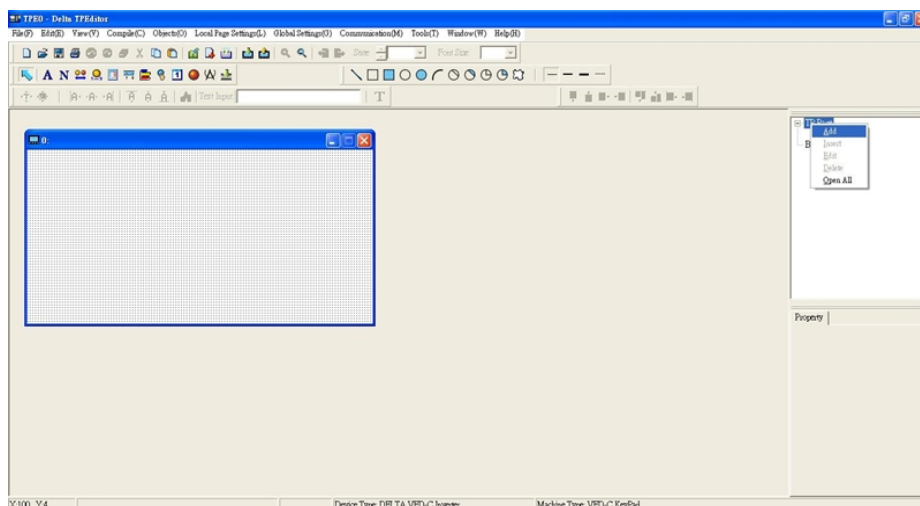 TPE0 - Delta TPEditor
File(F) Edit(E) View(V) Compile(C) Objects(O) Local Page Settings(L) Global Settings(G) Communication(M) Tools(T) Window(W) Help(H)
Size Font Size
A N
Text Input T
0:
Add
Insert
Edit
Delete
Open All
B
Property
X:100 Y:4 Device Type: DELTA VFD-C Inverter Machine Type: VFD-C KeyPad